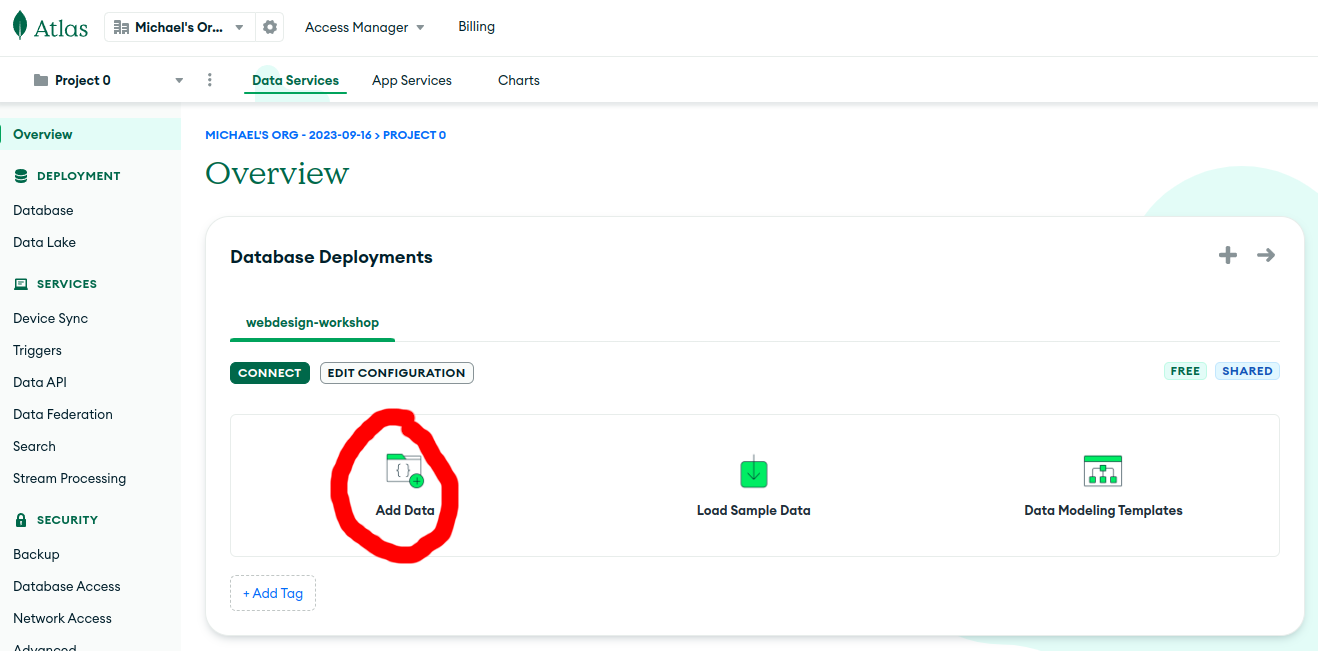 Atlas
Michael's Or...
Access Manager
Billing
Project 0
Data Services
App Services
Charts
Overview
DEPLOYMENT
Database
Data Lake
SERVICES
Device Sync
Triggers
Data API
Data Federation
Search
Stream Processing
SECURITY
Backup
Database Access
Network Access
Advanced
MICHAEL'S ORG - 2023-09-16 > PROJECT 0
Overview
Database Deployments
webdesign-workshop
CONNECT
EDIT CONFIGURATION
FREE
SHARED
{ }
Add Data
Load Sample Data
Data Modeling Templates
+ Add Tag